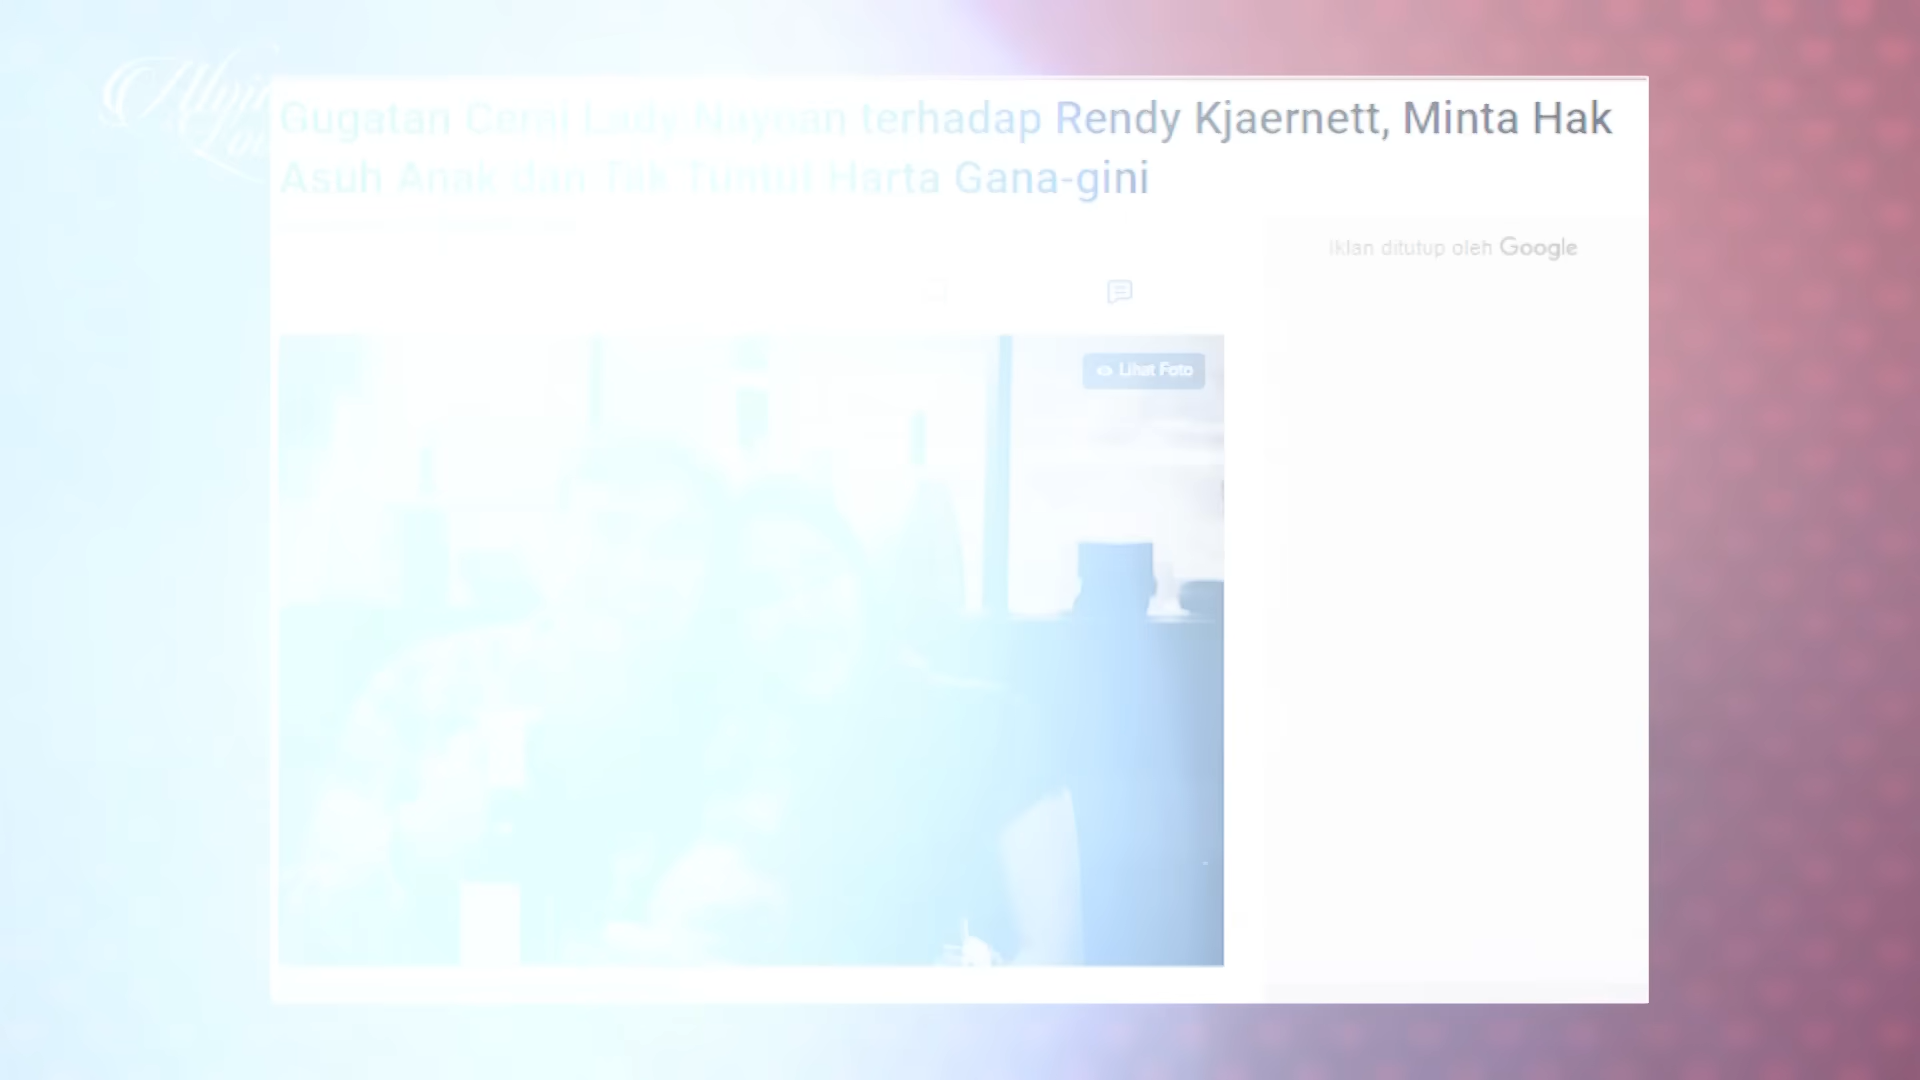 Gugatan Cerai Lady Nayoan terhadap Rendy Kjaernett, Minta Hak
Asuh Anak dan Tak Tuntut Harta Gana-gini
Iklan ditutup oleh Google
Lihat Foto